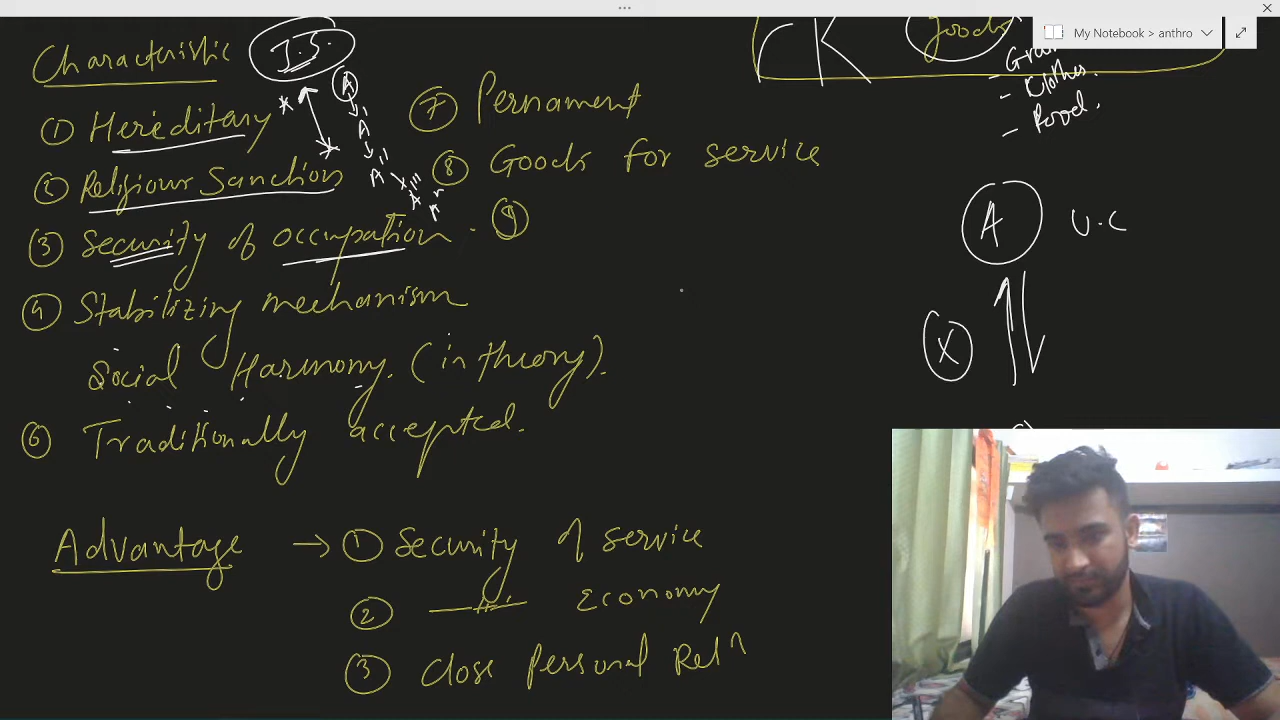 My Notebook > anthro
Characteristic J.S.
① Hereditary
② Religious Sanction
③ Security of occupation.
④ Stabilizing mechanism
Social Harmony. (in theory).
⑥ Traditionally accepted.
⑦ Pernament
⑧ Goods for service
⑨
A
A'
A"
A'''
Advantage → ① Security of service
② —〃— Economy
③ Close Personal Relⁿ
CK goods
- Grai
- Clothes.
- Food.
A U.C
X